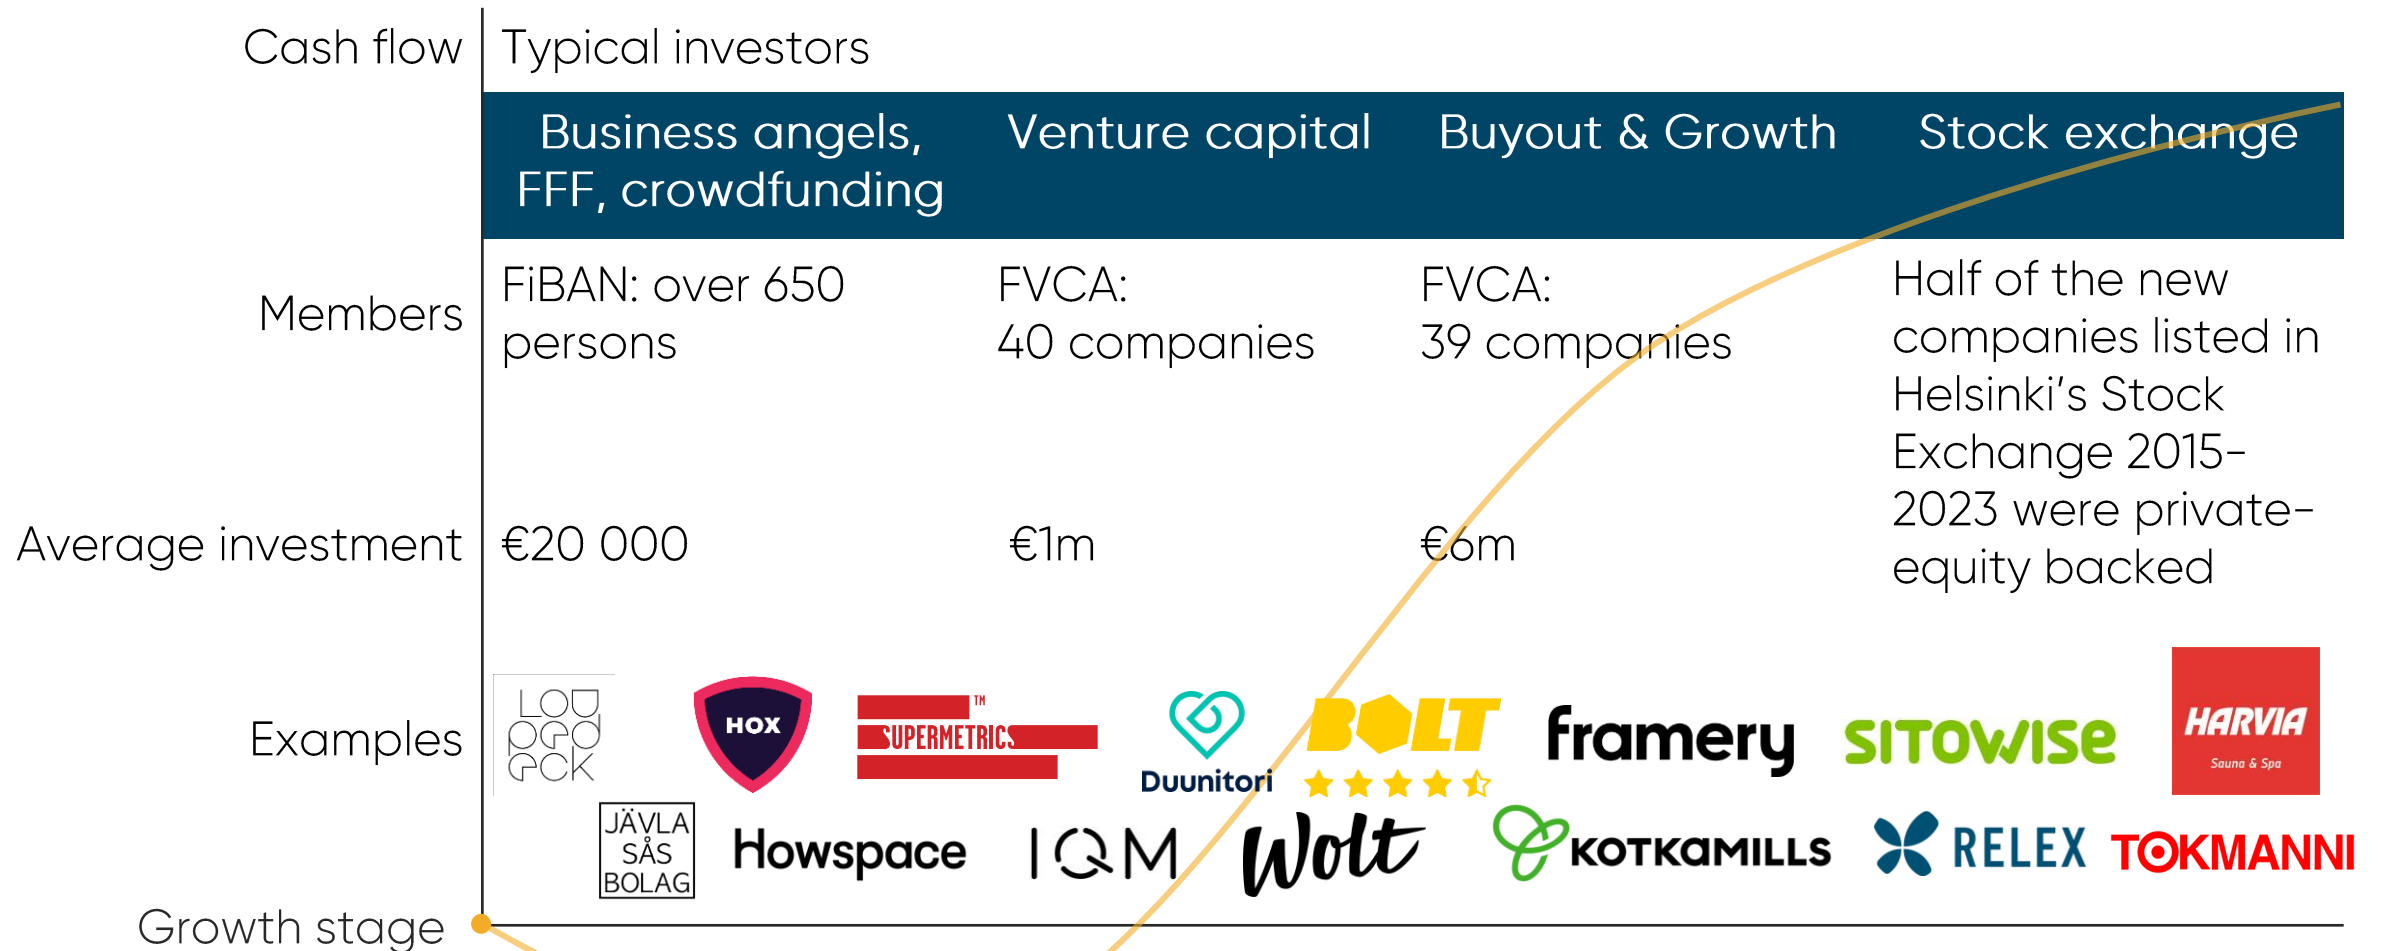 Cash flow
Typical investors
Business angels,
FFF, crowdfunding
Venture capital
Buyout & Growth
Stock exchange
Members
FiBAN: over 650
persons
FVCA:
40 companies
FVCA:
39 companies
Half of the new
companies listed in
Helsinki's Stock
Exchange 2015-
2023 were private-
equity backed
Average investment
€20 000
€1m
€6m
Examples
LOU
PED
ECK
HOX
SUPERMETRICS™
Duunitori
BOLT
framery
SITOWISE
HARVIA
Sauna & Spa
JÄVLA
SÅS
BOLAG
Howspace
IQM
Wolt
KOTKAMILLS
RELEX
TOKMANNI
Growth stage